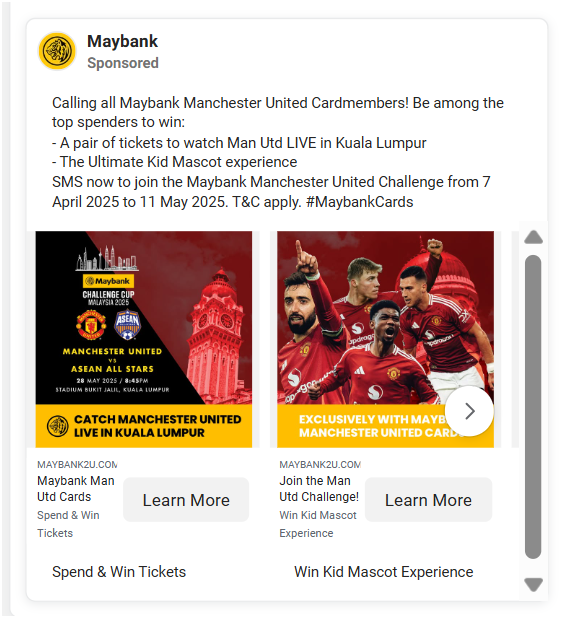 Maybank
Sponsored
Calling all Maybank Manchester United Cardmembers! Be among the
top spenders to win:
- A pair of tickets to watch Man Utd LIVE in Kuala Lumpur
- The Ultimate Kid Mascot experience
SMS now to join the Maybank Manchester United Challenge from 7
April 2025 to 11 May 2025. T&C apply. #MaybankCards
Maybank
CHALLENGE CUP
MALAYSIA 2025
ASEAN
MANCHESTER UNITED
VS
ASEAN ALL STARS
28 MAY 2025 / 8:45PM
STADIUM BUKIT JALIL, KUALA LUMPUR
CATCH MANCHESTER UNITED
LIVE IN KUALA LUMPUR
EXCLUSIVELY WITH MAYB
MANCHESTER UNITED CARD
MAYBANK2U.COM
Maybank Man
Utd Cards
Spend & Win
Tickets
Learn More
MAYBANK2U.COM
Join the Man
Utd Challenge!
Win Kid Mascot
Experience
Learn More
Spend & Win Tickets
Win Kid Mascot Experience